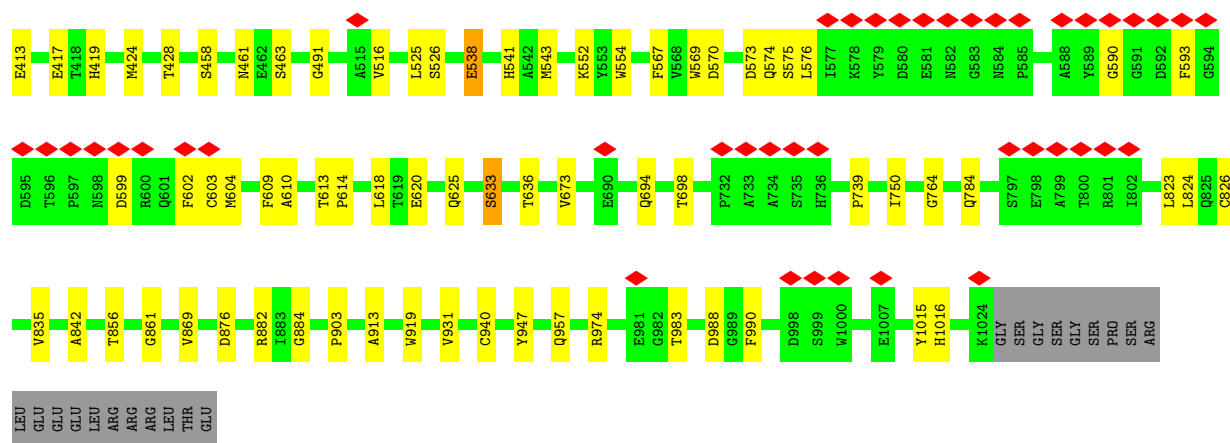 E413 E417 T418 H419 M424 T428 S458 N461 E462 S463 G491 A515 V516 L525 S526 E538 H541 A542 M543 K552 Y553 W554 F567 V568 W569 D570 D573 Q574 S575 L576 I577 K578 Y579 D580 E581 N582 G583 N584 P585 A588 Y589 G590 G591 D592 F593 G594
D595 T596 P597 N598 D599 R600 Q601 F602 C603 M604 F609 A610 T613 P614 L618 T619 E620 Q625 S633 T636 V673 E690 Q694 T698 P732 A733 A734 S735 H736 P739 I750 G764 Q784 S797 E798 A799 T800 R801 I802 L823 L824 Q825 C826
V835 A842 T856 G861 V869 D876 R882 I883 G884 P903 A913 W919 V931 C940 Y947 Q957 R974 E981 G982 T983 D988 G989 F990 D998 S999 W1000 E1007 Y1015 H1016 K1024 GLY SER GLY SER GLY SER PRO SER ARG
LEU GLU GLU GLU LEU ARG ARG ARG LEU THR GLU